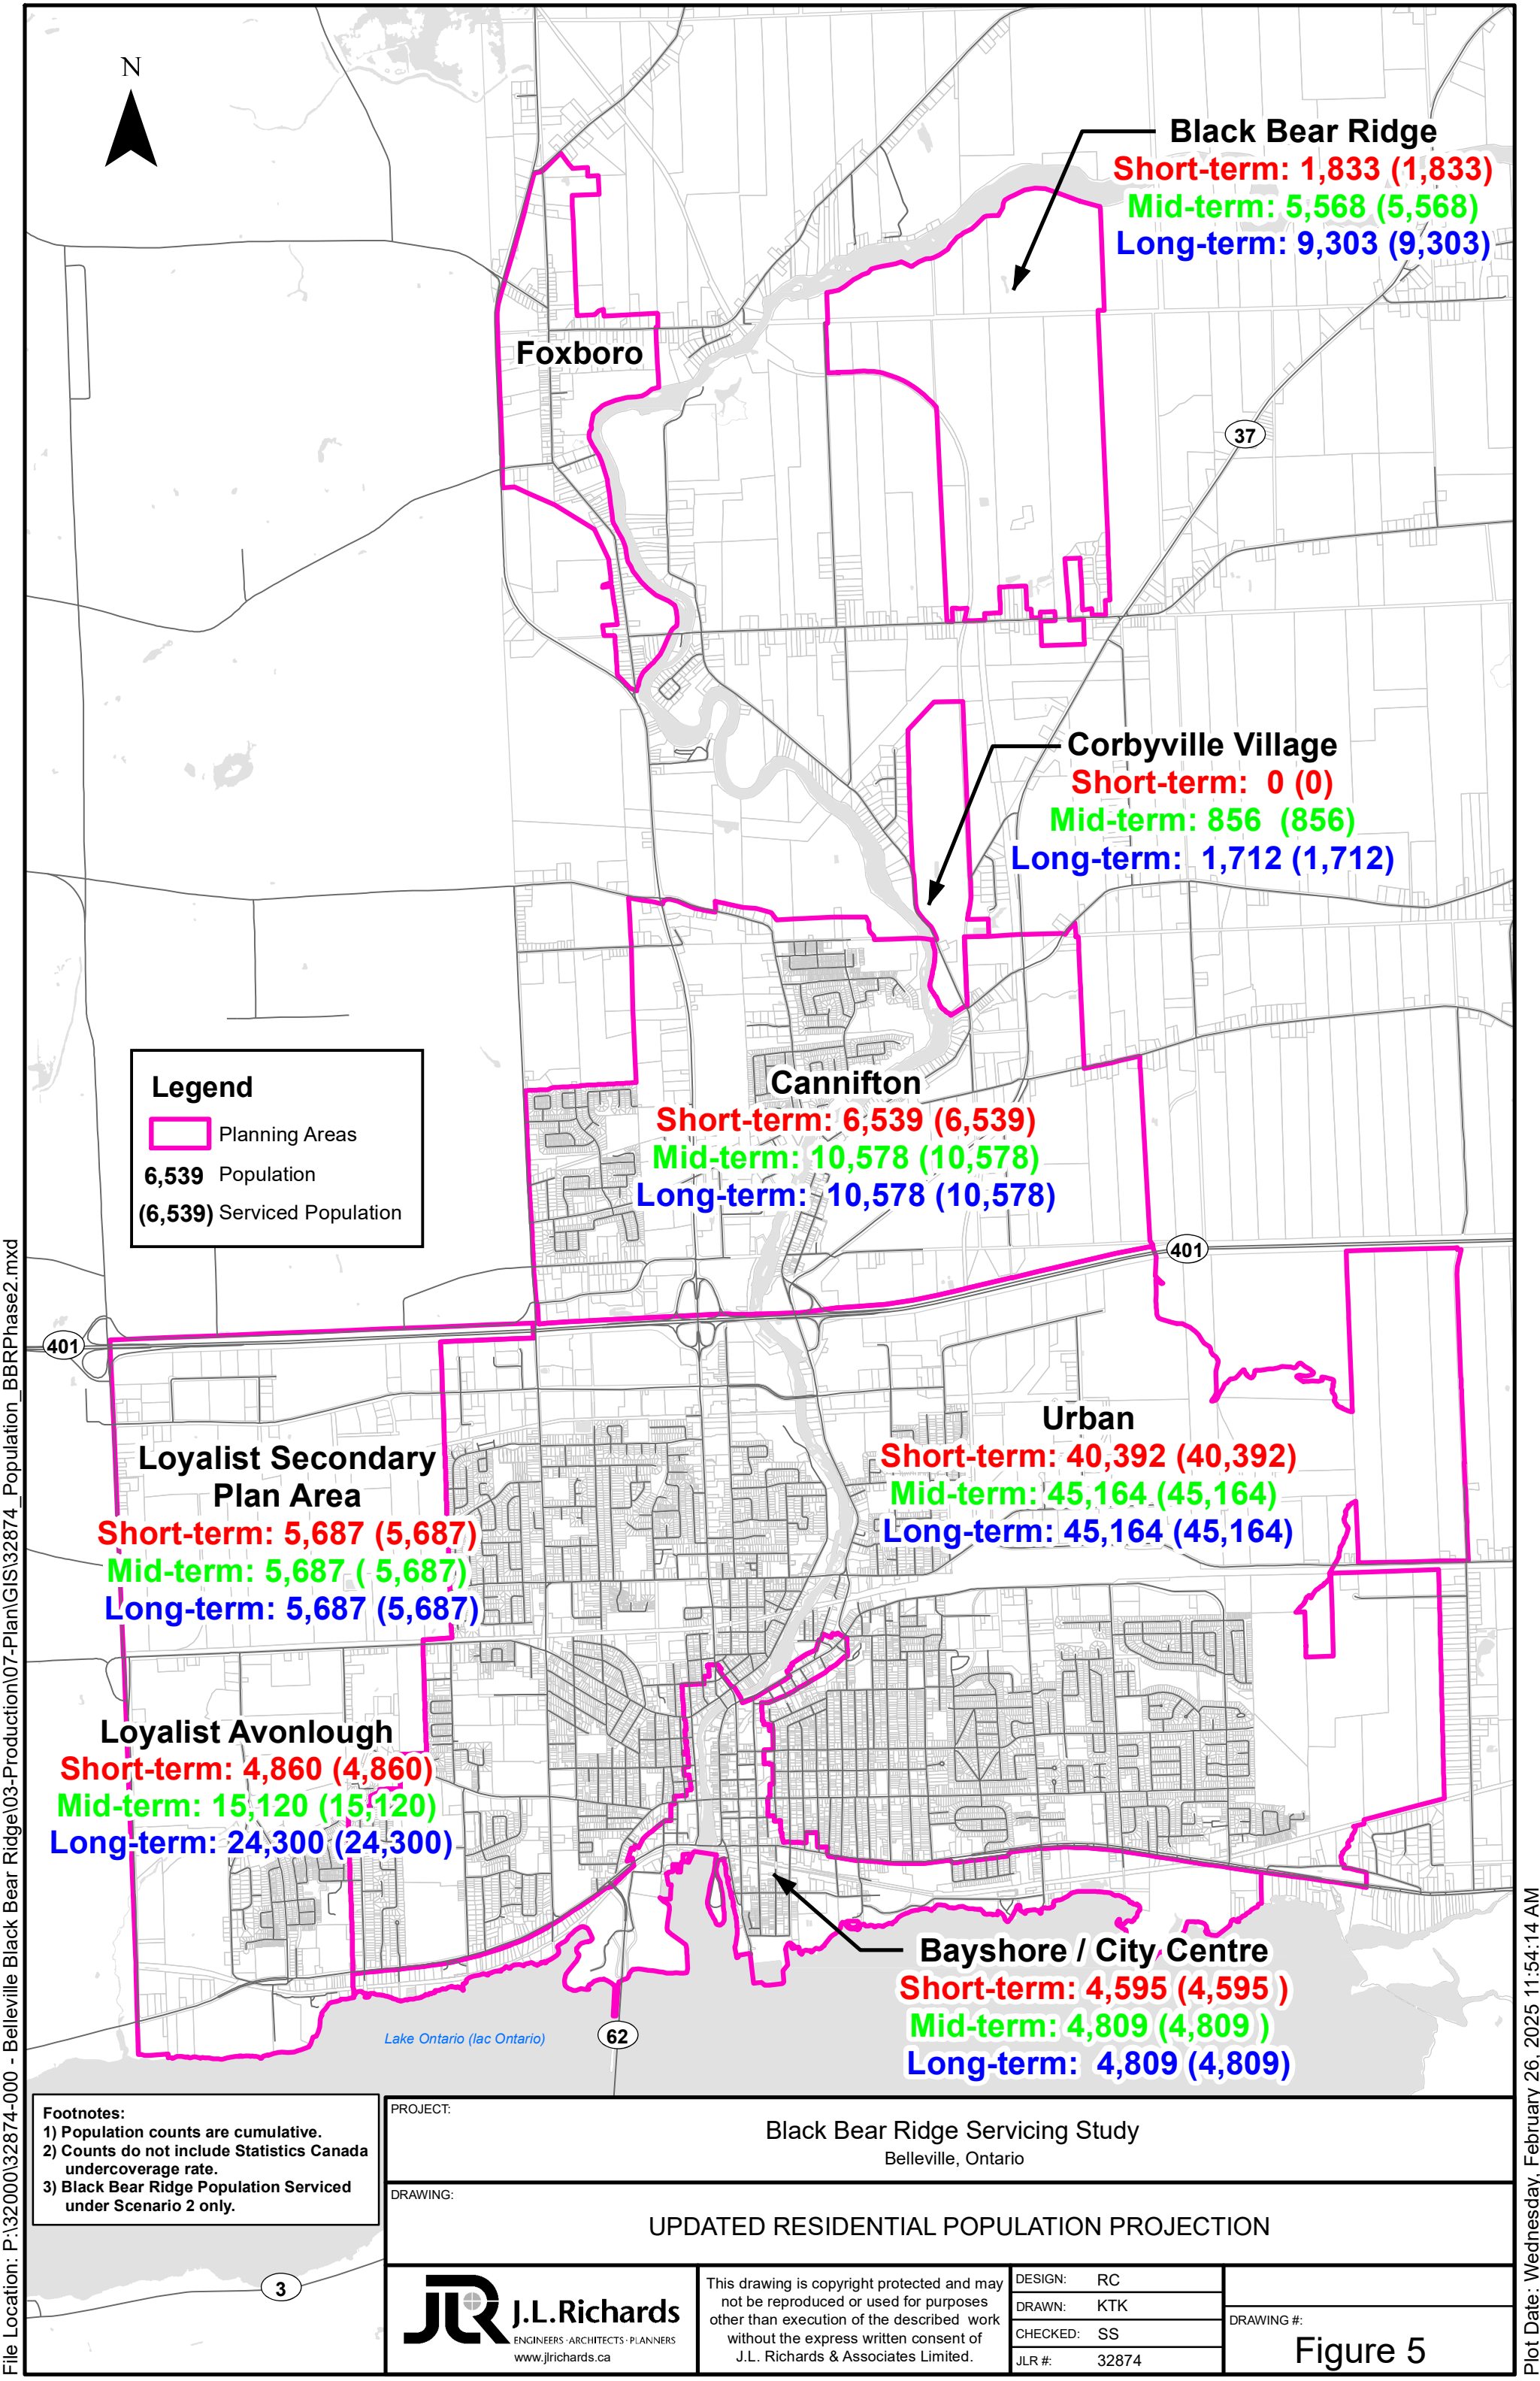 N
Black Bear Ridge
Short-term: 1,833 (1,833)
Mid-term: 5,568 (5,568)
Long-term: 9,303 (9,303)
Foxboro
37
Corbyville Village
Short-term: 0 (0)
Mid-term: 856 (856)
Long-term: 1,712 (1,712)
Cannifton
Short-term: 6,539 (6,539)
Mid-term: 10,578 (10,578)
Long-term: 10,578 (10,578)
Legend
Planning Areas
6,539 Population
(6,539) Serviced Population
401
401
Urban
Short-term: 40,392 (40,392)
Mid-term: 45,164 (45,164)
Long-term: 45,164 (45,164)
Loyalist Secondary
Plan Area
Short-term: 5,687 (5,687)
Mid-term: 5,687 ( 5,687)
Long-term: 5,687 (5,687)
Loyalist Avonlough
Short-term: 4,860 (4,860)
Mid-term: 15,120 (15,120)
Long-term: 24,300 (24,300)
Bayshore / City Centre
Short-term: 4,595 (4,595 )
Mid-term: 4,809 (4,809 )
Long-term: 4,809 (4,809)
Lake Ontario (lac Ontario)
62
Footnotes:
1) Population counts are cumulative.
2) Counts do not include Statistics Canada
undercoverage rate.
3) Black Bear Ridge Population Serviced
under Scenario 2 only.
3
PROJECT:
Black Bear Ridge Servicing Study
Belleville, Ontario
DRAWING:
UPDATED RESIDENTIAL POPULATION PROJECTION
JLR J.L.Richards
ENGINEERS · ARCHITECTS · PLANNERS
www.jlrichards.ca
This drawing is copyright protected and may
not be reproduced or used for purposes
other than execution of the described work
without the express written consent of
J.L. Richards & Associates Limited.
DESIGN: RC
DRAWN: KTK
CHECKED: SS
JLR #: 32874
DRAWING #:
Figure 5
File Location: P:\32000\32874-000 - Belleville Black Bear Ridge\03-Production\07-Plan\GIS\32874_Population_BBRPhase2.mxd
Plot Date: Wednesday, February 26, 2025 11:54:14 AM